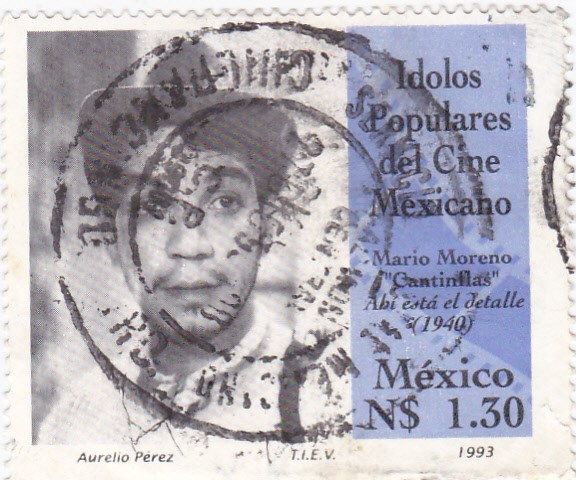 Idolos
Populares
del Cine
Mexicano
Mario Moreno
"Cantinflas"
Ahí está el detalle
(1940)
México
N$ 1.30
Aurelio Pérez T.I.E.V. 1993